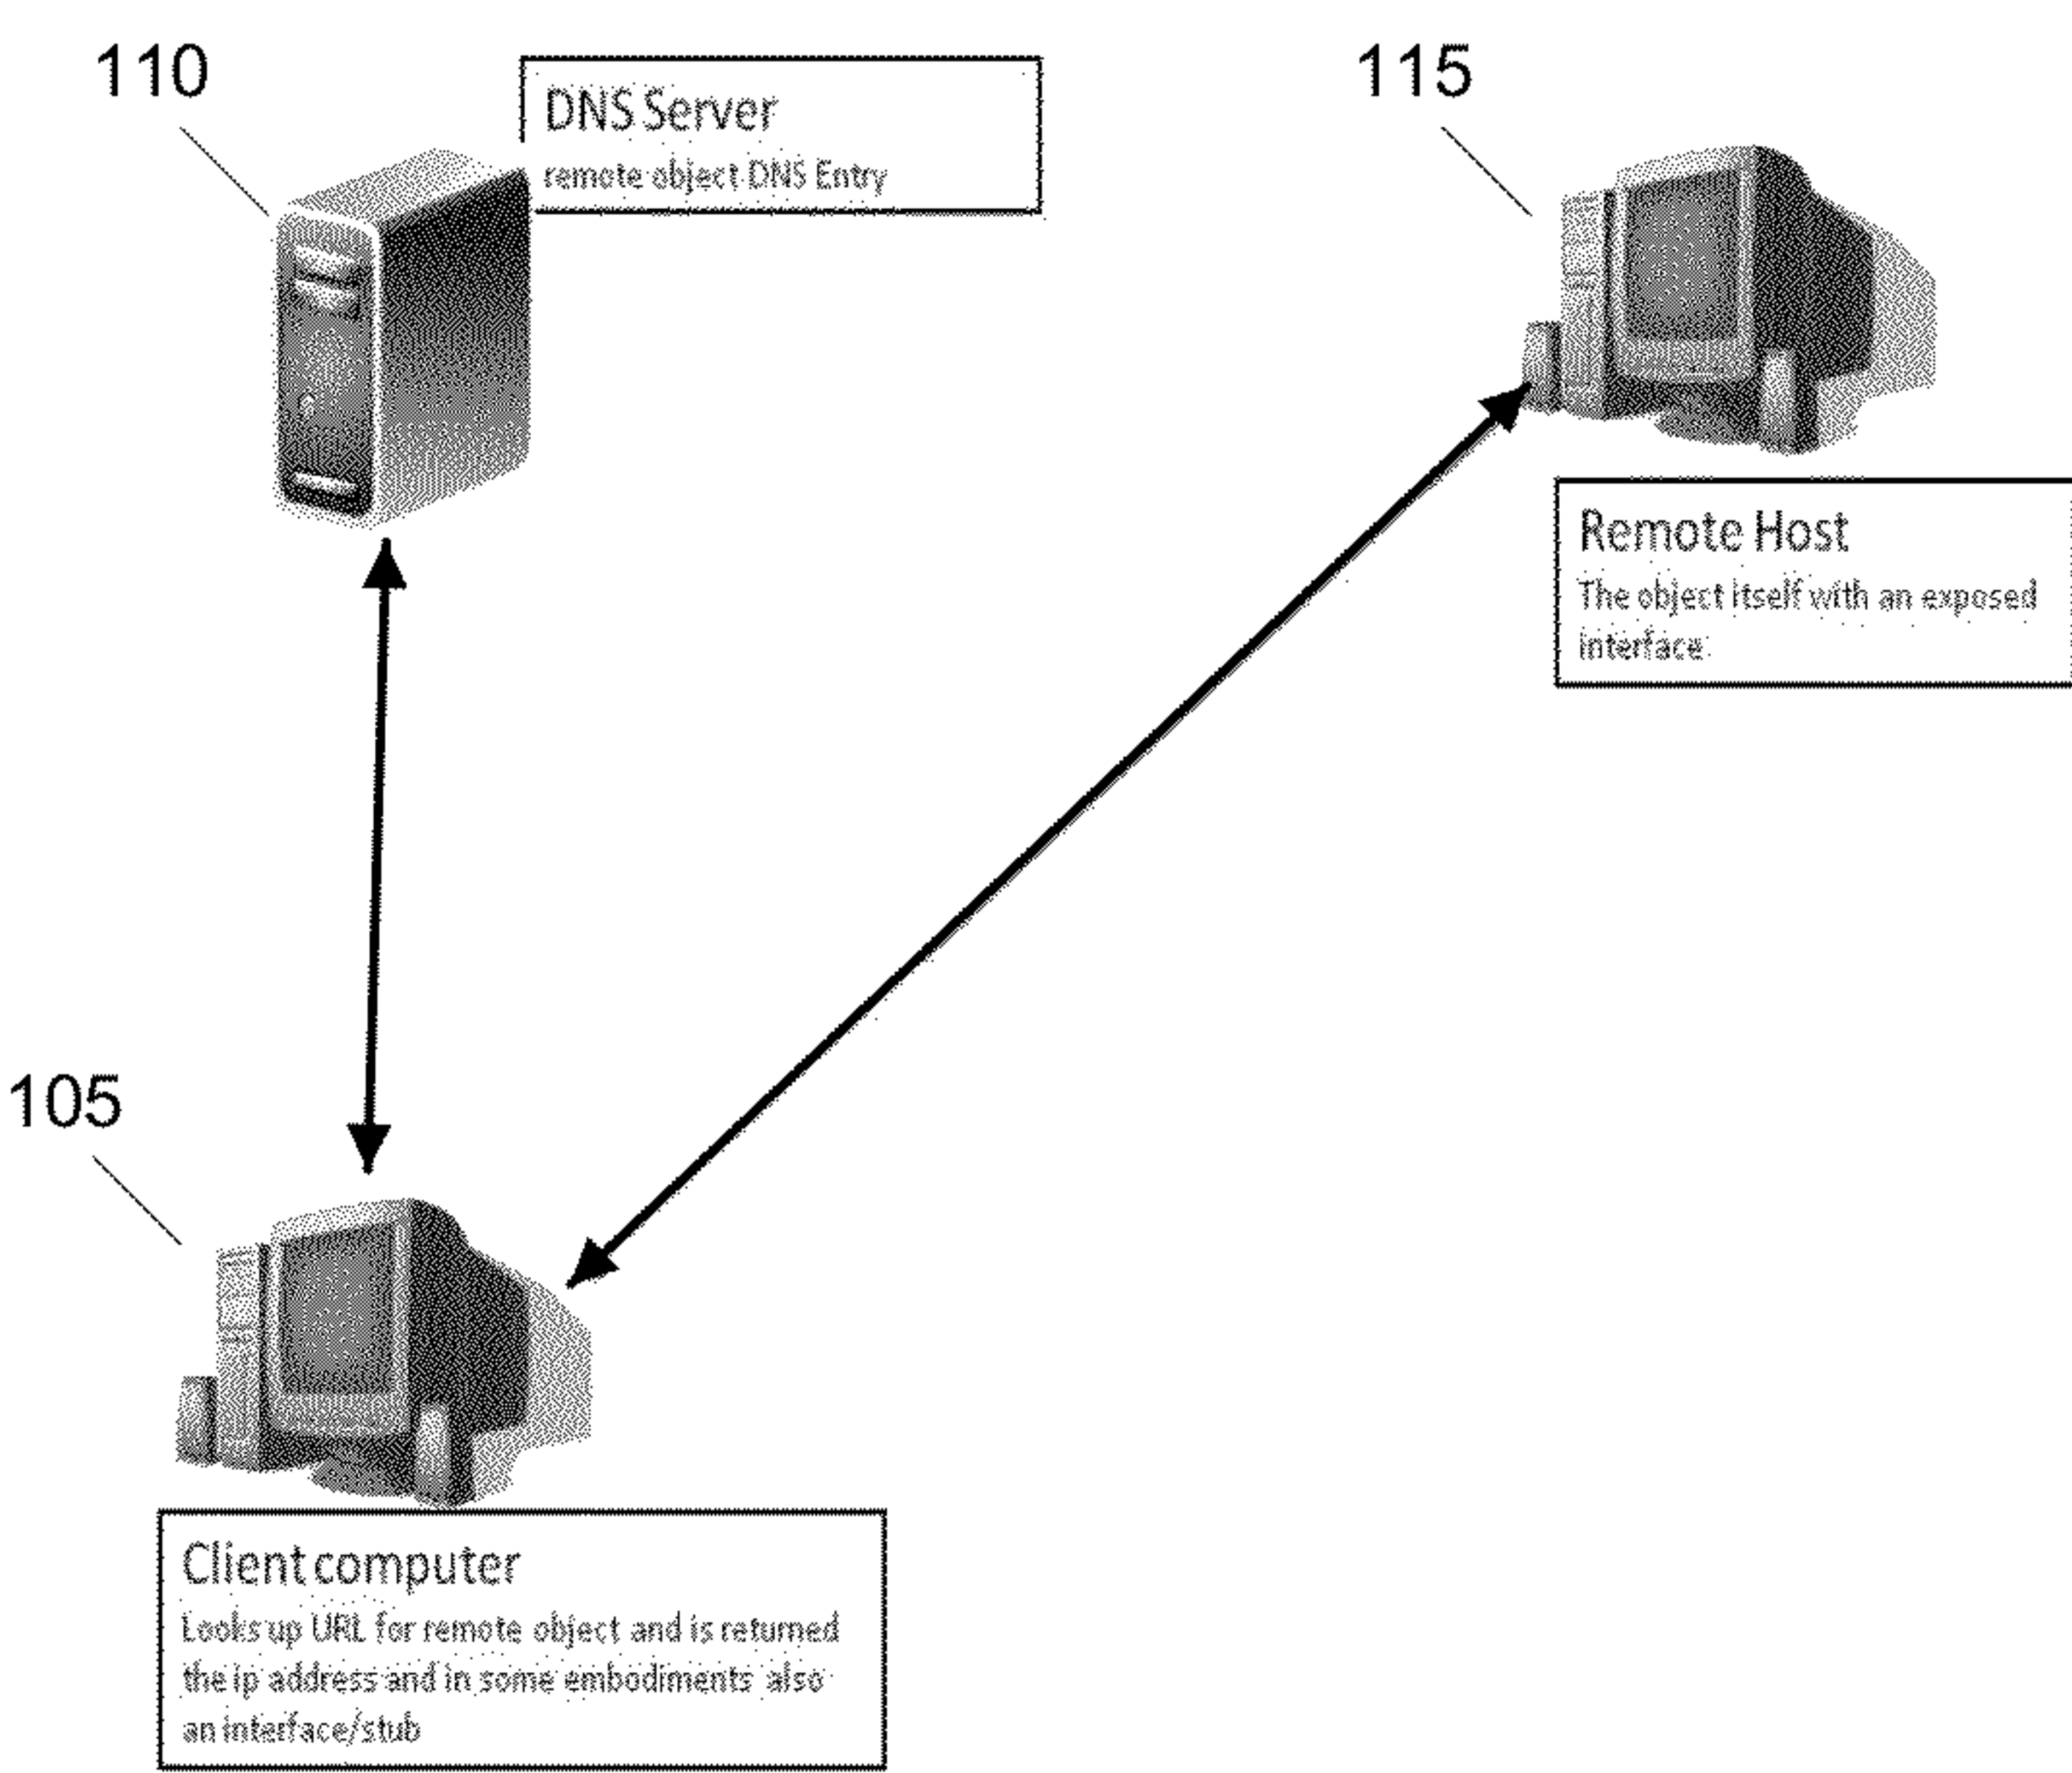 110
DNS Server
remote object DNS Entry
115
Remote Host
The object itself with an exposed
interface
105
Client computer
Looks up URL for remote object and is returned
the ip address and in some embodiments also
an interface/stub